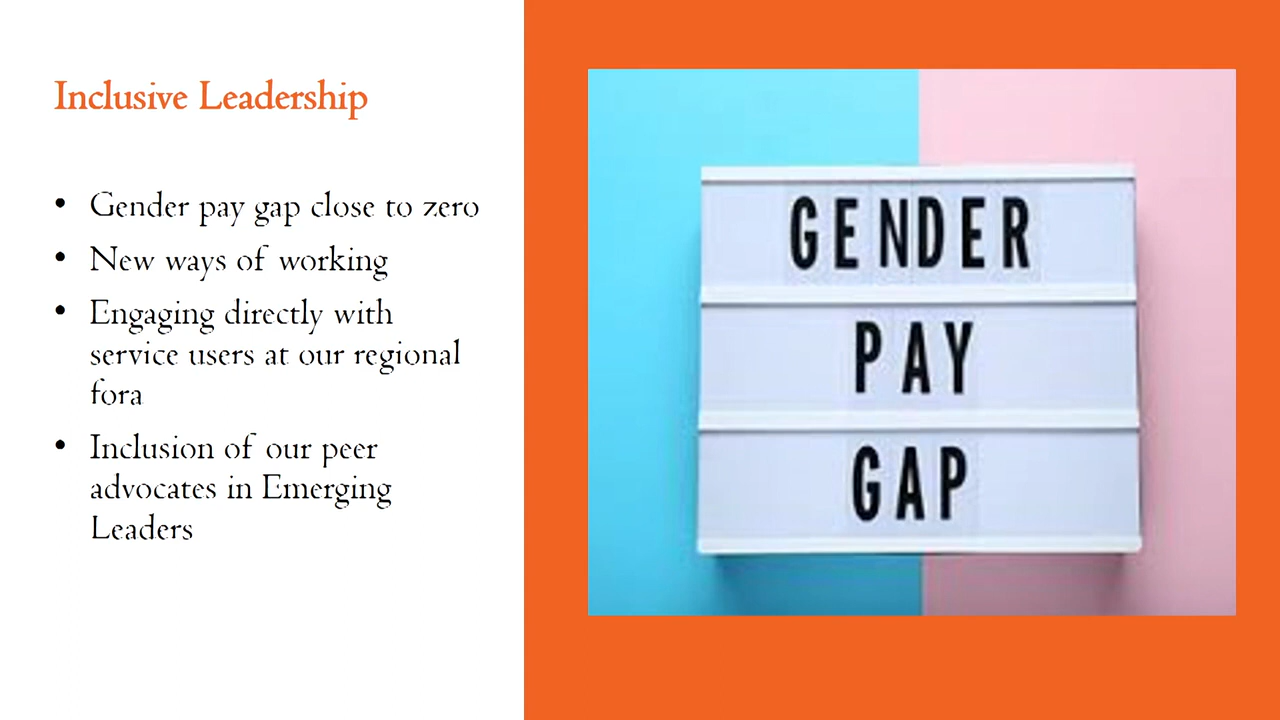 Inclusive Leadership
• Gender pay gap close to zero
• New ways of working
• Engaging directly with
service users at our regional
fora
• Inclusion of our peer
advocates in Emerging
Leaders
GENDER
PAY
GAP